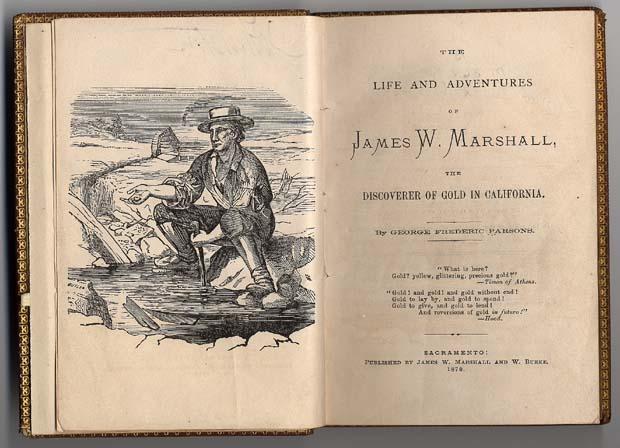 THE
LIFE AND ADVENTURES
OF
JAMES W. MARSHALL,
THE
DISCOVERER OF GOLD IN CALIFORNIA.
BY GEORGE FREDERIC PARSONS.
"What is here?
Gold? yellow, glittering, precious gold?"
—Timon of Athens.
"Gold! and gold! and gold without end!
Gold to lay by, and gold to spend!
Gold to give, and gold to lend!
And reversions of gold in futuro!"
—Hood.
SACRAMENTO:
PUBLISHED BY JAMES W. MARSHALL AND W. BURKE.
1870.